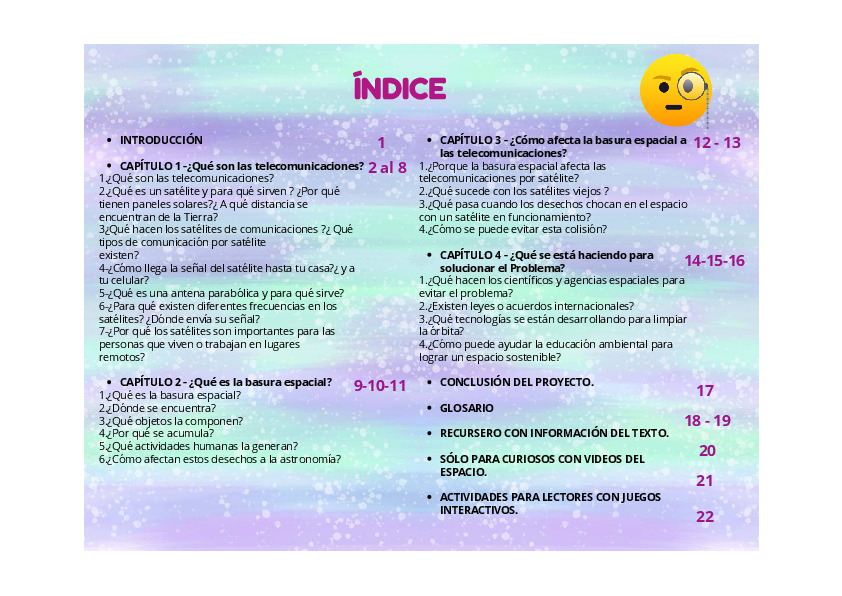 ÍNDICE
INTRODUCCIÓN
1
CAPÍTULO 1 -¿Qué son las telecomunicaciones?
2 al 8
1.¿Qué son las telecomunicaciones?
2.¿Qué es un satélite y para qué sirven ? ¿Por qué
tienen paneles solares?¿ A qué distancia se
encuentran de la Tierra?
3¿Qué hacen los satélites de comunicaciones ?¿ Qué
tipos de comunicación por satélite
existen?
4-¿Cómo llega la señal del satélite hasta tu casa?¿ y a
tu celular?
5-¿Qué es una antena parabólica y para qué sirve?
6-¿Para qué existen diferentes frecuencias en los
satélites? ¿Dónde envía su señal?
7-¿Por qué los satélites son importantes para las
personas que viven o trabajan en lugares
remotos?
CAPÍTULO 2 - ¿Qué es la basura espacial?
9-10-11
1.¿Qué es la basura espacial?
2.¿Dónde se encuentra?
3.¿Qué objetos la componen?
4.¿Por qué se acumula?
5.¿Qué actividades humanas la generan?
6.¿Cómo afectan estos desechos a la astronomía?
CAPÍTULO 3 - ¿Cómo afecta la basura espacial a
las telecomunicaciones?
12 - 13
1.¿Porque la basura espacial afecta las
telecomunicaciones por satélite?
2.¿Qué sucede con los satélites viejos ?
3.¿Qué pasa cuando los desechos chocan en el espacio
con un satélite en funcionamiento?
4.¿Cómo se puede evitar esta colisión?
CAPÍTULO 4 - ¿Qué se está haciendo para
solucionar el Problema?
14-15-16
1.¿Qué hacen los científicos y agencias espaciales para
evitar el problema?
2.¿Existen leyes o acuerdos internacionales?
3.¿Qué tecnologías se están desarrollando para limpiar
la órbita?
4.¿Cómo puede ayudar la educación ambiental para
lograr un espacio sostenible?
CONCLUSIÓN DEL PROYECTO.
17
GLOSARIO
18 - 19
RECURSERO CON INFORMACIÓN DEL TEXTO.
20
SÓLO PARA CURIOSOS CON VIDEOS DEL
ESPACIO.
21
ACTIVIDADES PARA LECTORES CON JUEGOS
INTERACTIVOS.
22